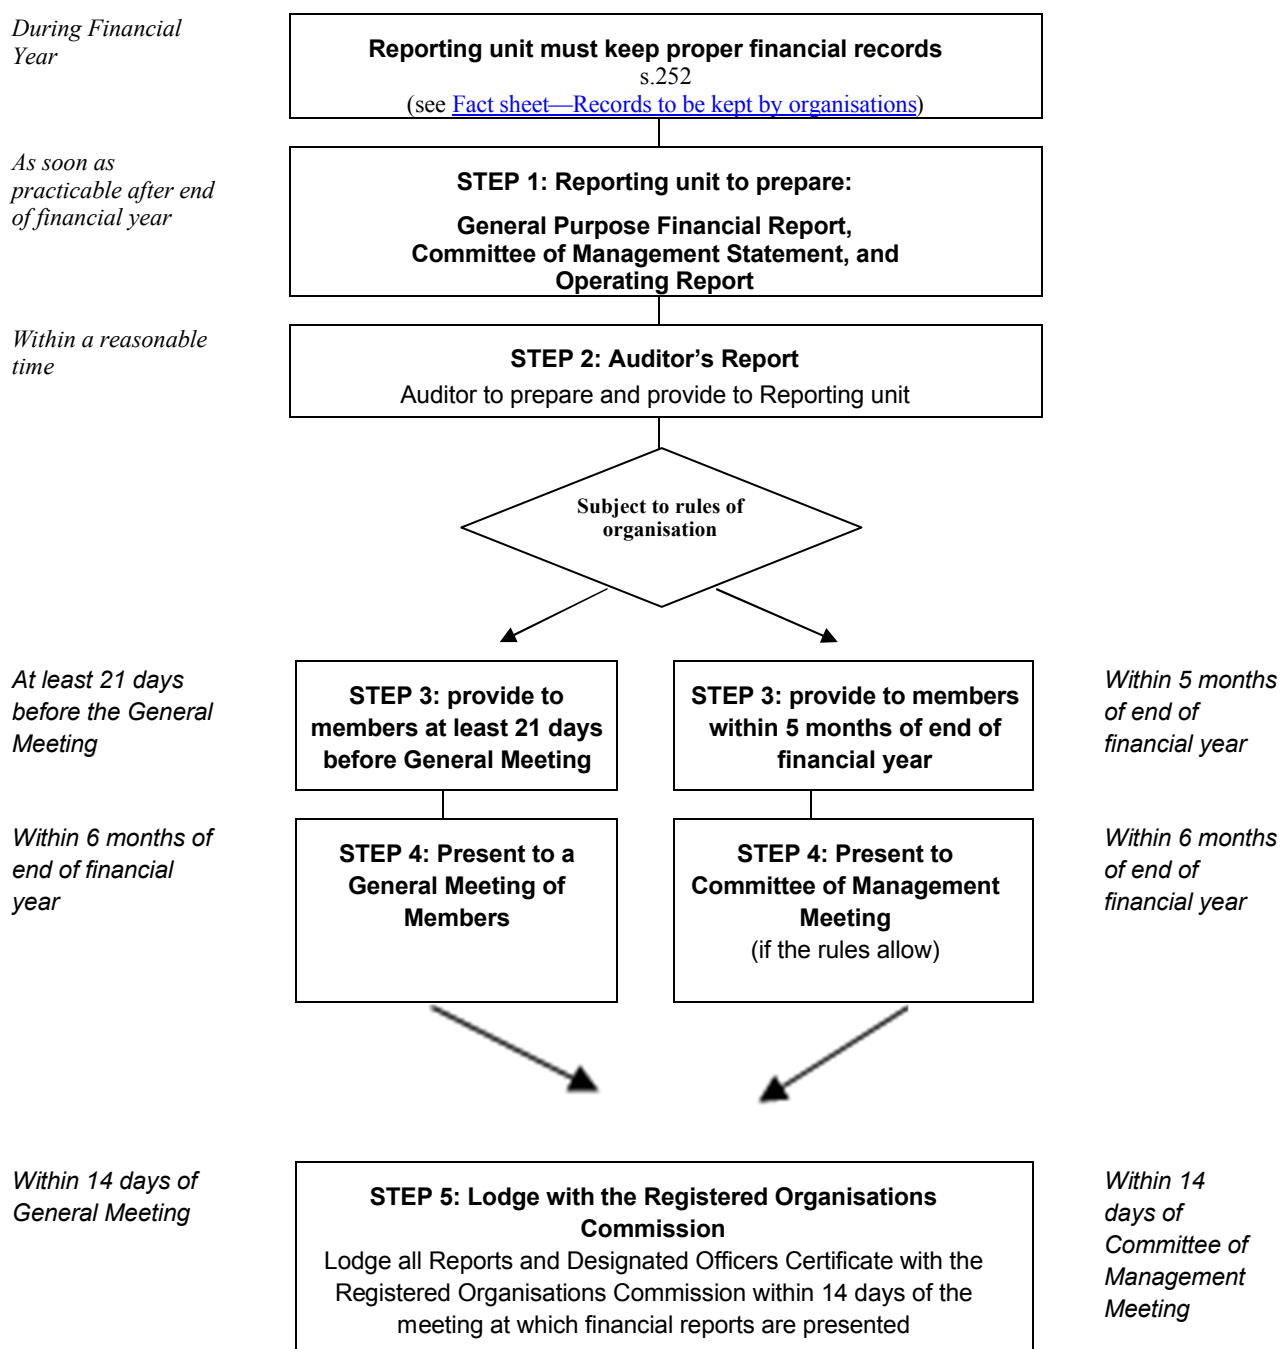 During Financial
Year
Reporting unit must keep proper financial records
s.252
(see Fact sheet—Records to be kept by organisations)
As soon as
practicable after end
of financial year
STEP 1: Reporting unit to prepare:
General Purpose Financial Report,
Committee of Management Statement, and
Operating Report
Within a reasonable
time
STEP 2: Auditor’s Report
Auditor to prepare and provide to Reporting unit
Subject to rules of
organisation
At least 21 days
before the General
Meeting
STEP 3: provide to
members at least 21 days
before General Meeting
STEP 3: provide to members
within 5 months of end of
financial year
Within 5 months
of end of
financial year
Within 6 months of
end of financial
year
STEP 4: Present to a
General Meeting of
Members
STEP 4: Present to
Committee of Management
Meeting
(if the rules allow)
Within 6 months
of end of
financial year
Within 14 days of
General Meeting
STEP 5: Lodge with the Registered Organisations
Commission
Lodge all Reports and Designated Officers Certificate with the
Registered Organisations Commission within 14 days of the
meeting at which financial reports are presented
Within 14
days of
Committee of
Management
Meeting